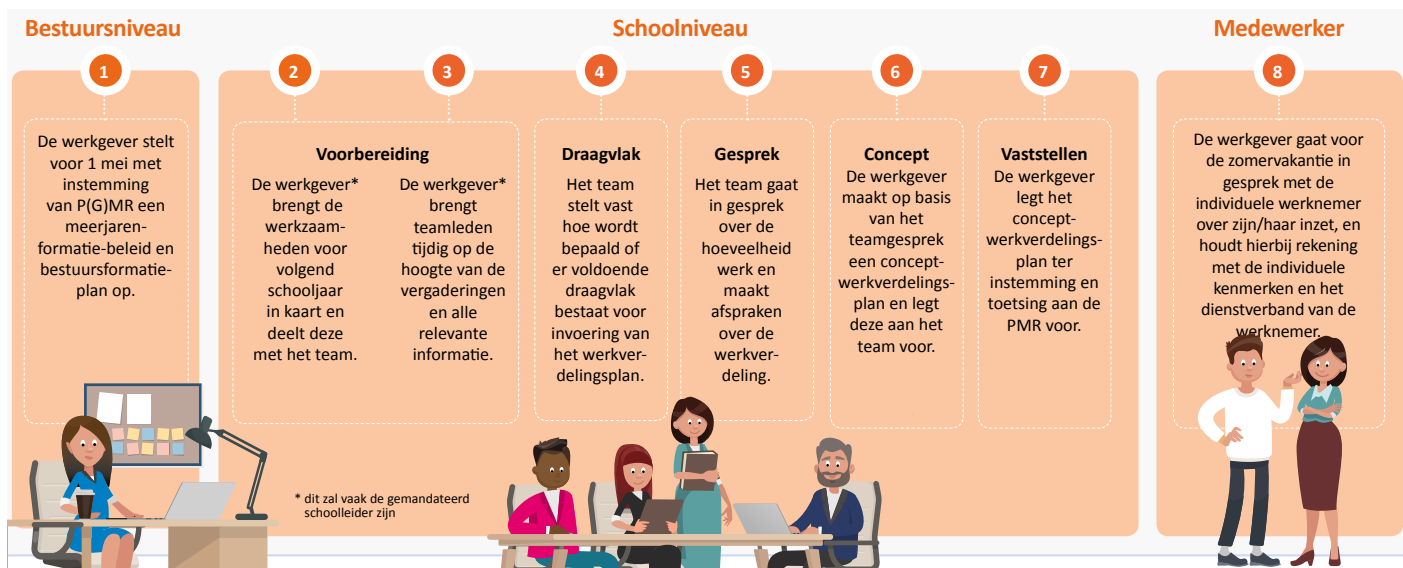 Bestuursniveau
1
De werkgever stelt
voor 1 mei met
instemming
van P(G)MR een
meerjaren-
formatie-beleid en
bestuursformatie-
plan op.
Schoolniveau
2
3
Voorbereiding
De werkgever*
brengt de
werkzaam-
heden voor
volgend
schooljaar
in kaart en
deelt deze
met het team.
De werkgever*
brengt
teamleden
tijdig op de
hoogte van de
vergaderingen
en alle
relevante
informatie.
4
Draagvlak
Het team
stelt vast
hoe wordt
bepaald of
er voldoende
draagvlak
bestaat voor
invoering van
het werkver-
delingsplan.
5
Gesprek
Het team gaat
in gesprek
over de
hoeveelheid
werk en
maakt
afspraken
over de
werkver-
deling.
6
Concept
De werkgever
maakt op basis
van het
teamgesprek
een concept-
werkverdelings-
plan en legt
deze aan het
team voor.
7
Vaststellen
De werkgever
legt het
concept-
werkverdelings-
plan ter
instemming en
toetsing aan de
PMR voor.
* dit zal vaak de gemandateerd
schoolleider zijn
Medewerker
8
De werkgever gaat voor
de zomervakantie in
gesprek met de
individuele werknemer
over zijn/haar inzet, en
houdt hierbij rekening
met de individuele
kenmerken en het
dienstverband van de
werknemer.